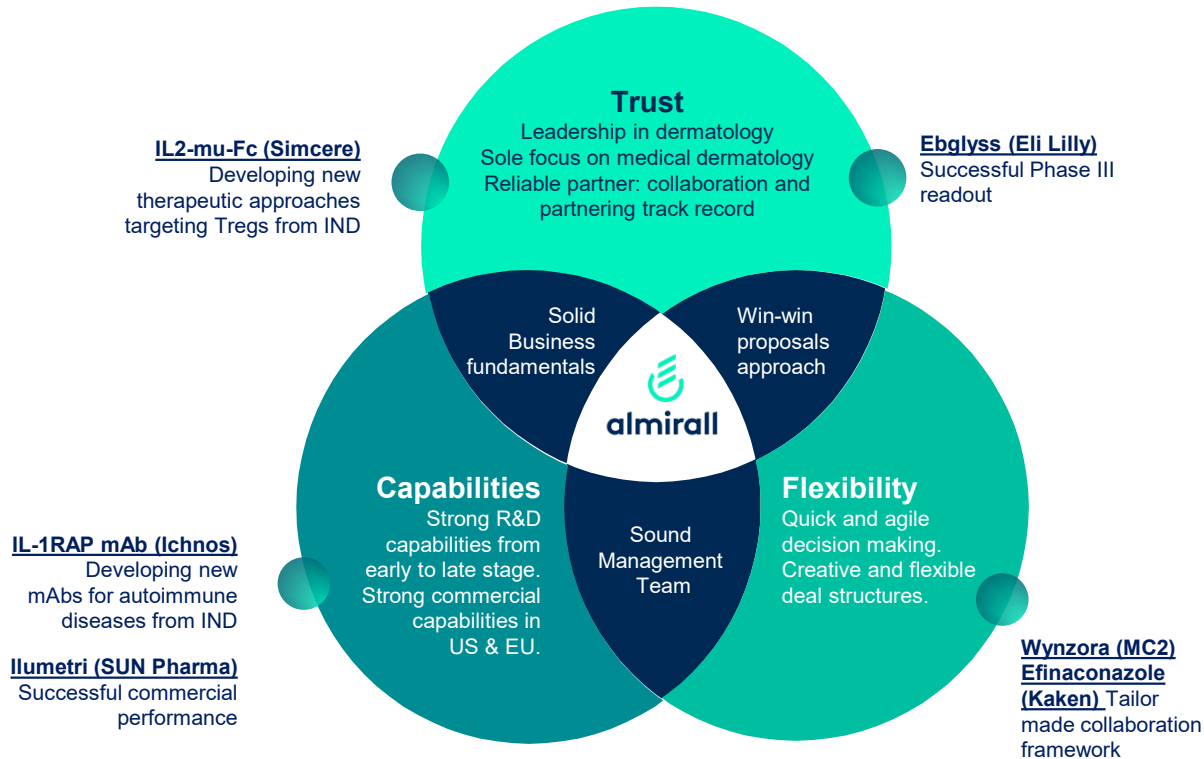 Trust
Leadership in dermatology
Sole focus on medical dermatology
Reliable partner: collaboration and
partnering track record
IL2-mu-Fc (Simcere)
Developing new
therapeutic approaches
targeting Tregs from IND
Ebglyss (Eli Lilly)
Successful Phase III
readout
Solid
Business
fundamentals
Win-win
proposals
approach
almirall
Capabilities
Strong R&D
capabilities from
early to late stage.
Strong commercial
capabilities in
US & EU.
Sound
Management
Team
Flexibility
Quick and agile
decision making.
Creative and flexible
deal structures.
IL-1RAP mAb (Ichnos)
Developing new
mAbs for autoimmune
diseases from IND
Ilumetri (SUN Pharma)
Successful commercial
performance
Wynzora (MC2)
Efinaconazole
(Kaken) Tailor
made collaboration
framework